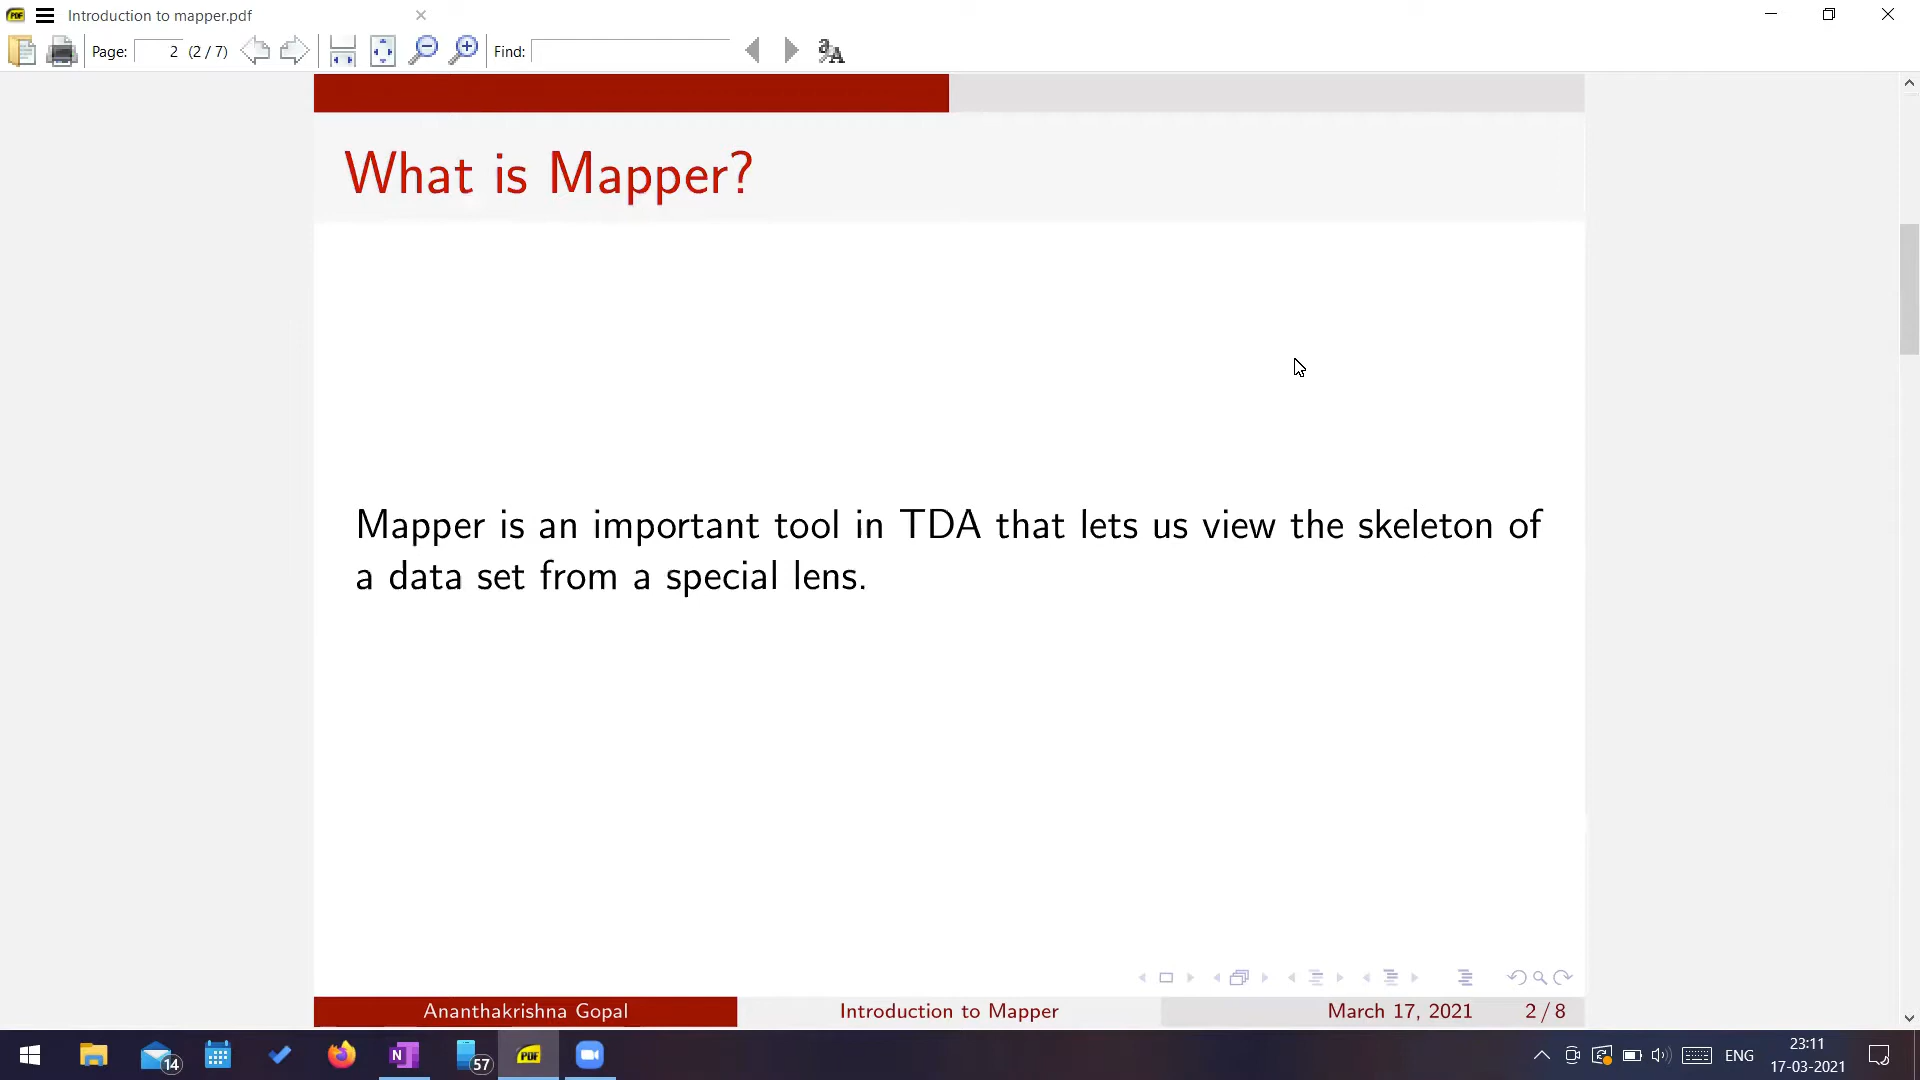 Introduction to mapper.pdf
Page: 2 (2 / 7) Find:
What is Mapper?
Mapper is an important tool in TDA that lets us view the skeleton of
a data set from a special lens.
Ananthakrishna Gopal Introduction to Mapper March 17, 2021 2 / 8
14 57 PDF ENG 23:11
17-03-2021